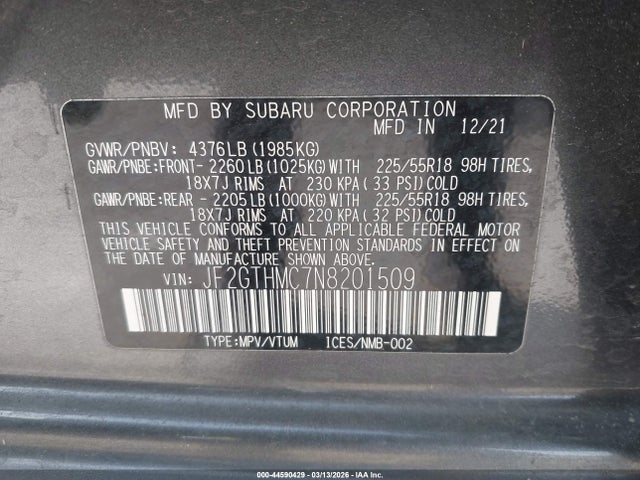 MFD BY SUBARU CORPORATION
MFD IN 12/21
GVWR/PNBV: 4376LB(1985KG)
GAWR/PNBE:FRONT- 2260LB(1025KG)WITH 225/55R18 98H TIRES,
18X7J RIMS AT 230 KPA(33 PSI)COLD
GAWR/PNBE:REAR - 2205LB(1000KG)WITH 225/55R18 98H TIRES,
18X7J RIMS AT 220 KPA(32 PSI)COLD
THIS VEHICLE CONFORMS TO ALL APPLICABLE FEDERAL MOTOR
VEHICLE SAFETY AND THEFT PREVENTION STANDARDS IN EFFECT ON
THE DATE OF MANUFACTURE SHOWN ABOVE.
VIN: JF2GTHMC7N8201509
TYPE:MPV/VTUM ICES/NMB-002
000-44590429 - 03/13/2026 - IAA Inc.